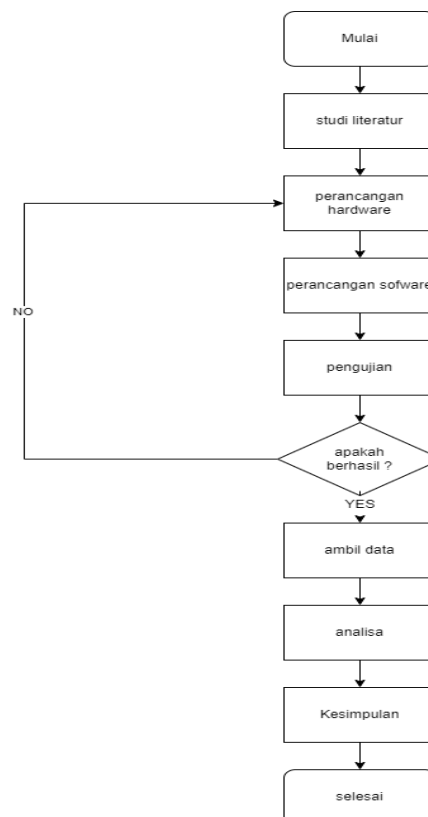 Mulai
studi literatur
perancangan
hardware
perancangan sofware
NO
pengujian
apakah
berhasil ?
YES
ambil data
analisa
Kesimpulan
selesai